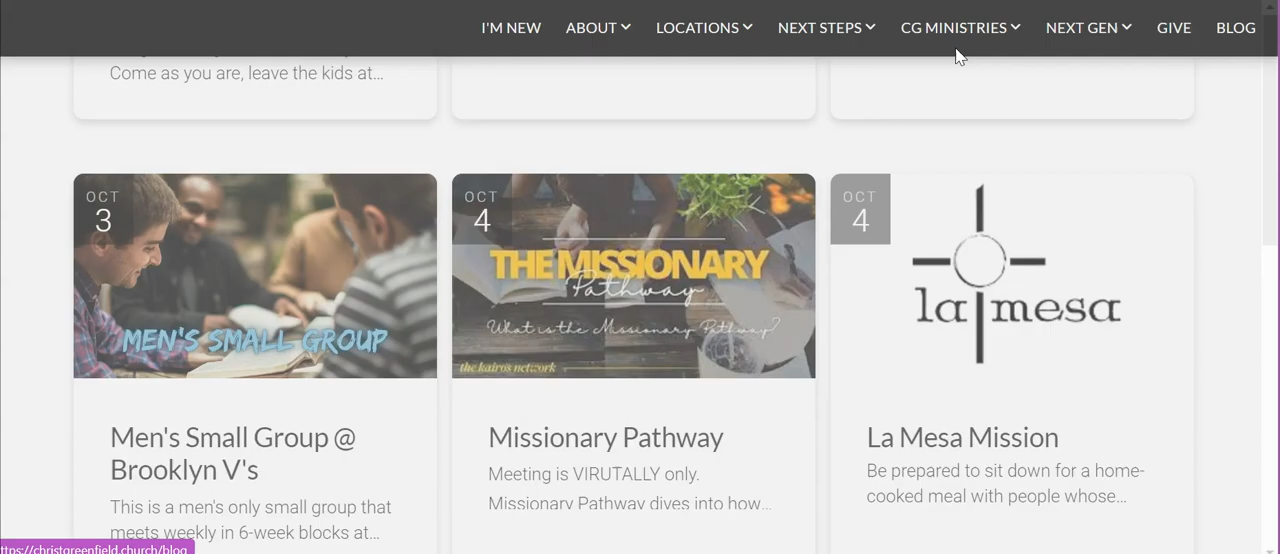 I'M NEW ABOUT LOCATIONS NEXT STEPS CG MINISTRIES NEXT GEN GIVE BLOG
Come as you are, leave the kids at...
OCT
3
MEN'S SMALL GROUP
Men's Small Group @
Brooklyn V's
This is a men's only small group that
meets weekly in 6-week blocks at...
OCT
4
THE MISSIONARY
Pathway
What is the Missionary Pathway?
the kairos network
Missionary Pathway
Meeting is VIRUTALLY only.
Missionary Pathway dives into how...
OCT
4
la mesa
La Mesa Mission
Be prepared to sit down for a home-
cooked meal with people whose...
ttps://christgreenfield.church/blog